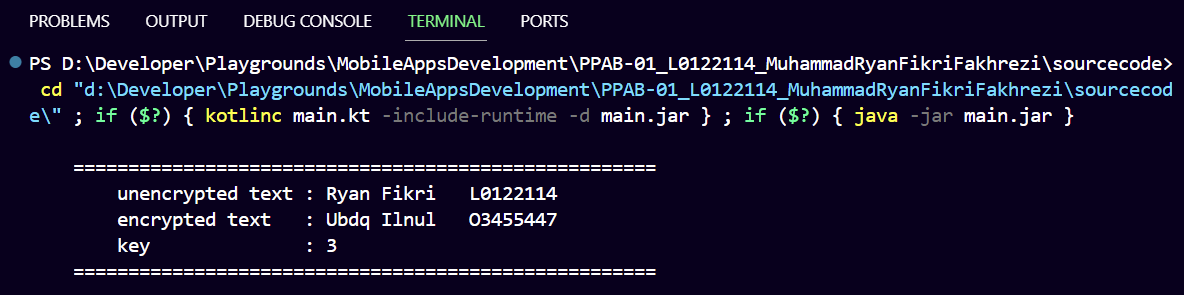 PROBLEMS OUTPUT DEBUG CONSOLE TERMINAL PORTS
PS D:\Developer\Playgrounds\MobileAppsDevelopment\PPAB-01_L0122114_MuhammadRyanFikriFakhrezi\sourcecode>
cd "d:\Developer\Playgrounds\MobileAppsDevelopment\PPAB-01_L0122114_MuhammadRyanFikriFakhrezi\sourcecod
e\" ; if ($?) { kotlinc main.kt -include-runtime -d main.jar } ; if ($?) { java -jar main.jar }
=====================================================
unencrypted text : Ryan Fikri   L0122114
encrypted text   : Ubdq Ilnul   O3455447
key              : 3
=====================================================